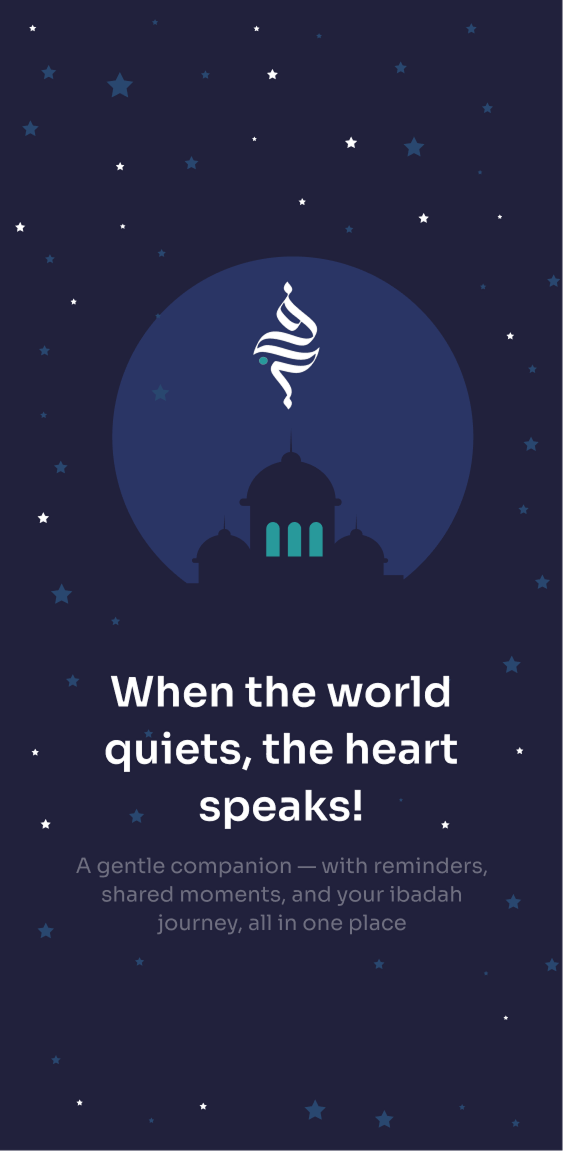 When the world
quiets, the heart
speaks!
A gentle companion — with reminders,
shared moments, and your ibadah
journey, all in one place